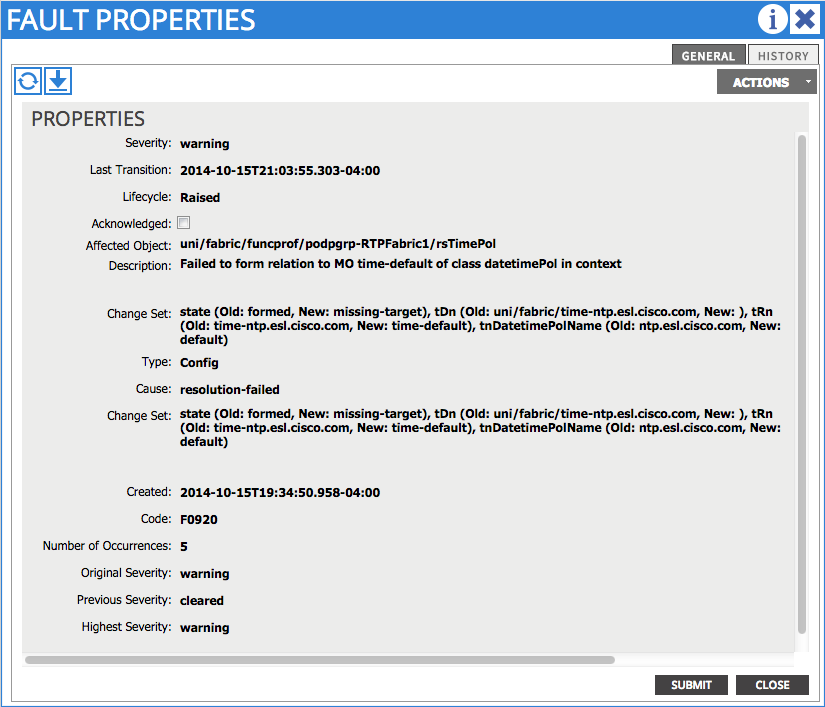 FAULT PROPERTIES
GENERAL HISTORY
ACTIONS
PROPERTIES
Severity: warning
Last Transition: 2014-10-15T21:03:55.303-04:00
Lifecycle: Raised
Acknowledged:
Affected Object: uni/fabric/funcprof/podpgrp-RTPFabric1/rsTimePol
Description: Failed to form relation to MO time-default of class datetimePol in context
Change Set: state (Old: formed, New: missing-target), tDn (Old: uni/fabric/time-ntp.esl.cisco.com, New: ), tRn
(Old: time-ntp.esl.cisco.com, New: time-default), tnDatetimePolName (Old: ntp.esl.cisco.com, New:
default)
Type: Config
Cause: resolution-failed
Change Set: state (Old: formed, New: missing-target), tDn (Old: uni/fabric/time-ntp.esl.cisco.com, New: ), tRn
(Old: time-ntp.esl.cisco.com, New: time-default), tnDatetimePolName (Old: ntp.esl.cisco.com, New:
default)
Created: 2014-10-15T19:34:50.958-04:00
Code: F0920
Number of Occurrences: 5
Original Severity: warning
Previous Severity: cleared
Highest Severity: warning
SUBMIT CLOSE